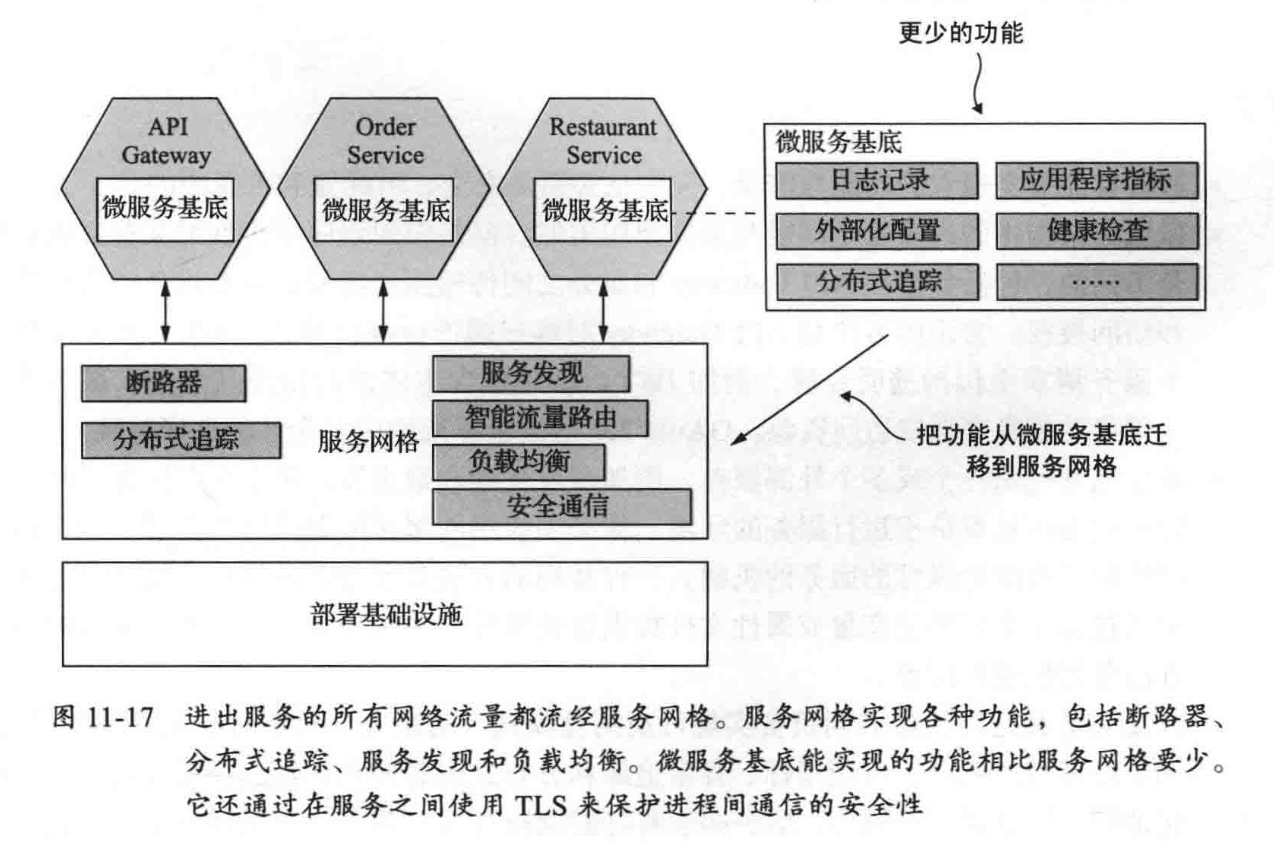 更少的功能
API
Gateway
微服务基底
Order
Service
微服务基底
Restaurant
Service
微服务基底
微服务基底
日志记录
应用程序指标
外部化配置
健康检查
分布式追踪
……
断路器
分布式追踪
服务网格
服务发现
智能流量路由
负载均衡
安全通信
把功能从微服务基底迁
移到服务网格
部署基础设施
图 11-17 进出服务的所有网络流量都流经服务网格。服务网格实现各种功能，包括断路器、
分布式追踪、服务发现和负载均衡。微服务基底能实现的功能相比服务网格要少。
它还通过在服务之间使用 TLS 来保护进程间通信的安全性